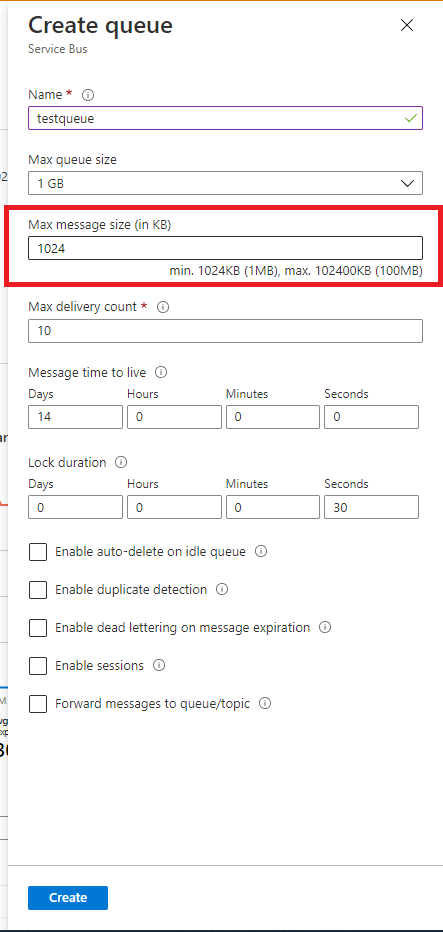 Create queue
Service Bus
Name *
testqueue
Max queue size
1 GB
Max message size (in KB)
1024
min. 1024KB (1MB), max. 102400KB (100MB)
Max delivery count *
10
Message time to live
Days Hours Minutes Seconds
14 0 0 0
Lock duration
Days Hours Minutes Seconds
0 0 0 30
Enable auto-delete on idle queue
Enable duplicate detection
Enable dead lettering on message expiration
Enable sessions
Forward messages to queue/topic
Create